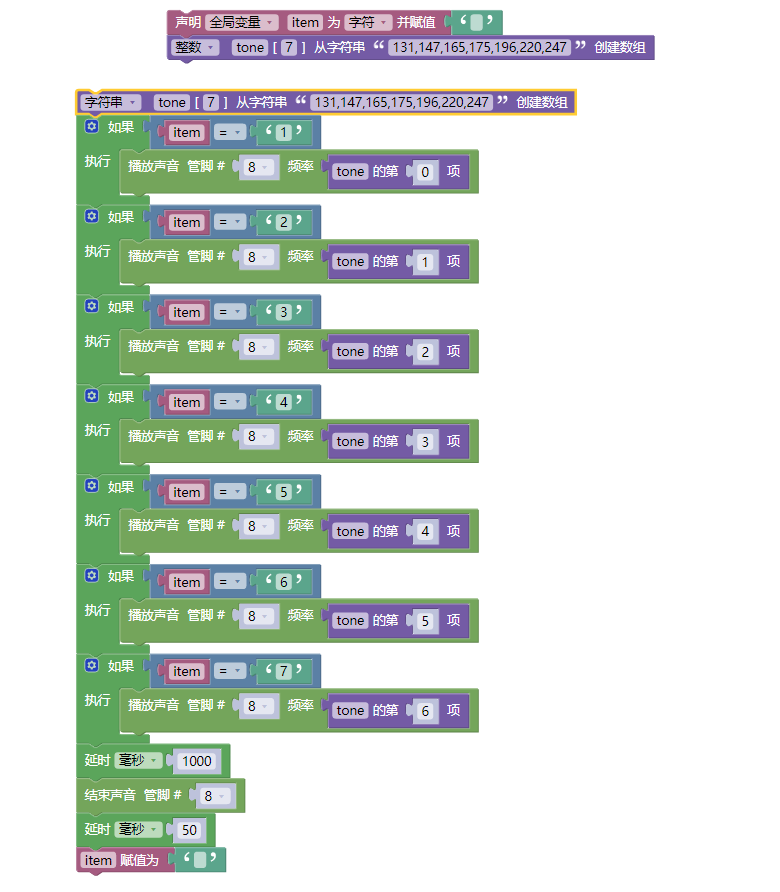 声明 全局变量 item 为 字符 并赋值 ‘ ’
整数 tone [ 7 ] 从字符串 “ 131,147,165,175,196,220,247 ” 创建数组
字符串 tone [ 7 ] 从字符串 “ 131,147,165,175,196,220,247 ” 创建数组
如果 item = ‘ 1 ’
执行 播放声音 管脚 # 8 频率 tone 的第 0 项
如果 item = ‘ 2 ’
执行 播放声音 管脚 # 8 频率 tone 的第 1 项
如果 item = ‘ 3 ’
执行 播放声音 管脚 # 8 频率 tone 的第 2 项
如果 item = ‘ 4 ’
执行 播放声音 管脚 # 8 频率 tone 的第 3 项
如果 item = ‘ 5 ’
执行 播放声音 管脚 # 8 频率 tone 的第 4 项
如果 item = ‘ 6 ’
执行 播放声音 管脚 # 8 频率 tone 的第 5 项
如果 item = ‘ 7 ’
执行 播放声音 管脚 # 8 频率 tone 的第 6 项
延时 毫秒 1000
结束声音 管脚 # 8
延时 毫秒 50
item 赋值为 ‘ ’